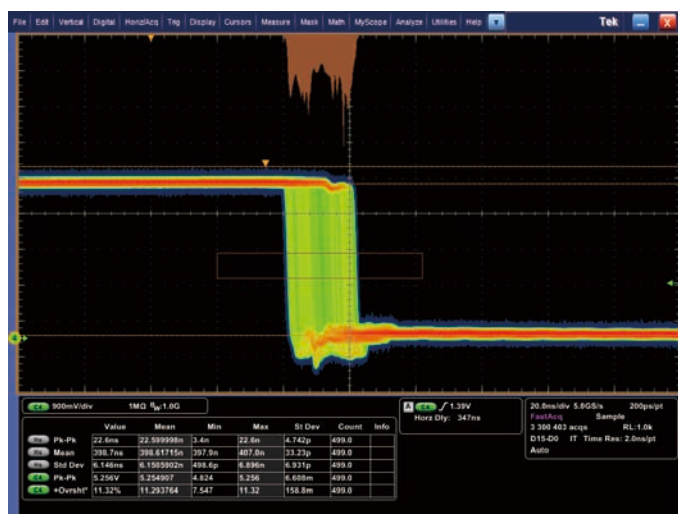 File Edit Vertical Digital Horiz/Acq Trig Display Cursors Measure Mask Math MyScope Analyze Utilities Help Tek
C4 900mV/div 1MΩ BW:1.0G
A C4 1.39V
Horz Dly: 347ns
20.0ns/div 5.0GS/s 200ps/pt
FastAcq Sample
3 300 403 acqs RL:1.0k
D15-D0 IT Time Res: 2.0ns/pt
Auto
Value Mean Min Max St Dev Count Info
Hs Pk-Pk 22.6ns 22.599998n 3.4n 22.6n 4.742p 499.0
Hs Mean 398.7ns 398.61715n 397.9n 407.0n 33.23p 499.0
Hs Std Dev 6.146ns 498.6p 6.896n 6.931p 499.0
C4 Pk-Pk 5.256V 5.254907 4.824 5.256 6.608m 499.0
C4 +Ovrsht* 11.32% 11.293764 7.547 11.32 158.8m 499.0